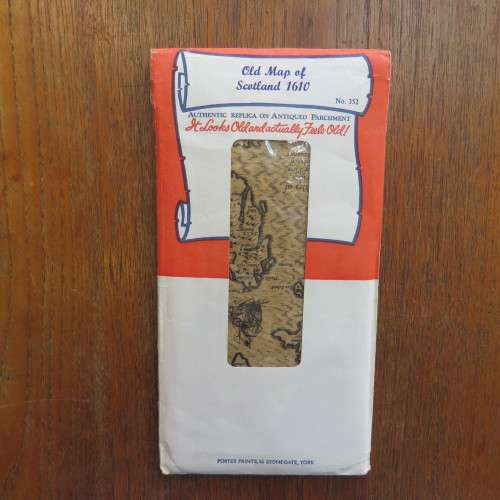 Old Map of
Scotland 1610
No. 352
AUTHENTIC REPLICA ON ANTIQUED PARCHMENT
It Looks Old and actually Feels Old!
PORTER PRINTS, 16 STONEGATE, YORK